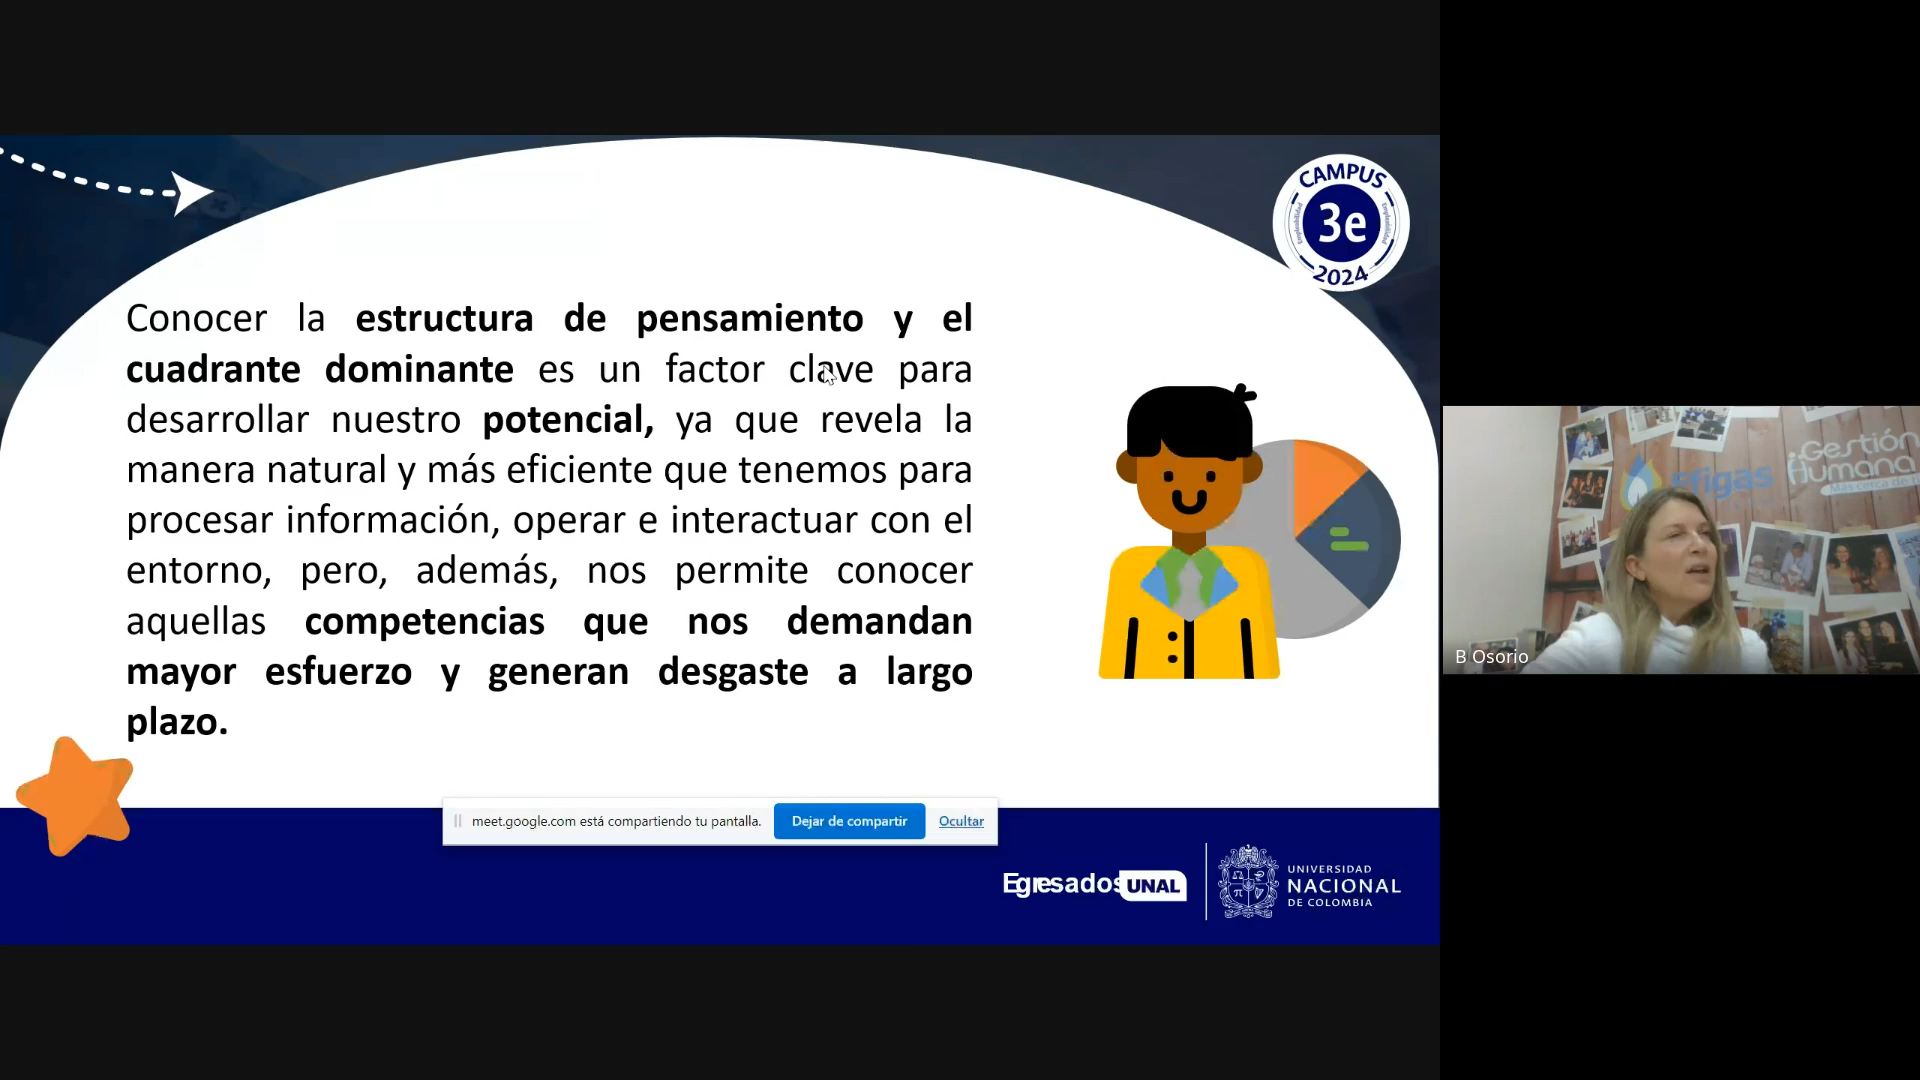 CAMPUS
3e
2024
Conocer la estructura de pensamiento y el
cuadrante dominante es un factor clave para
desarrollar nuestro potencial, ya que revela la
manera natural y más eficiente que tenemos para
procesar información, operar e interactuar con el
entorno, pero, además, nos permite conocer
aquellas competencias que nos demandan
mayor esfuerzo y generan desgaste a largo
plazo.
meet.google.com está compartiendo tu pantalla.
Dejar de compartir
Ocultar
Egresados UNAL
UNIVERSIDAD
NACIONAL
DE COLOMBIA
Gestión
Humana
B Osorio